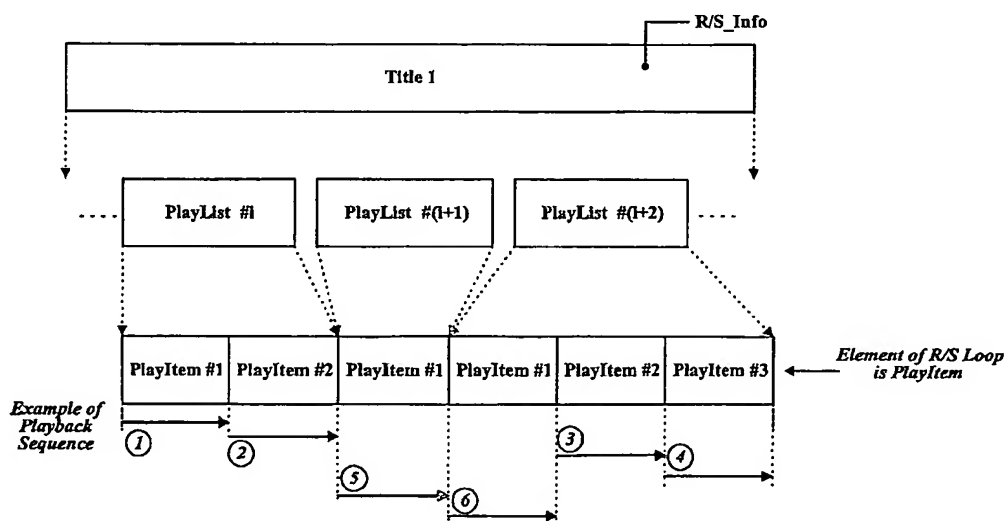 R/S_Info
Title 1
PlayList #i
PlayList #(i+1)
PlayList #(i+2)
PlayItem #1
PlayItem #2
PlayItem #1
PlayItem #1
PlayItem #2
PlayItem #3
Element of R/S Loop
is PlayItem
Example of
Playback
Sequence
1
2
3
4
5
6